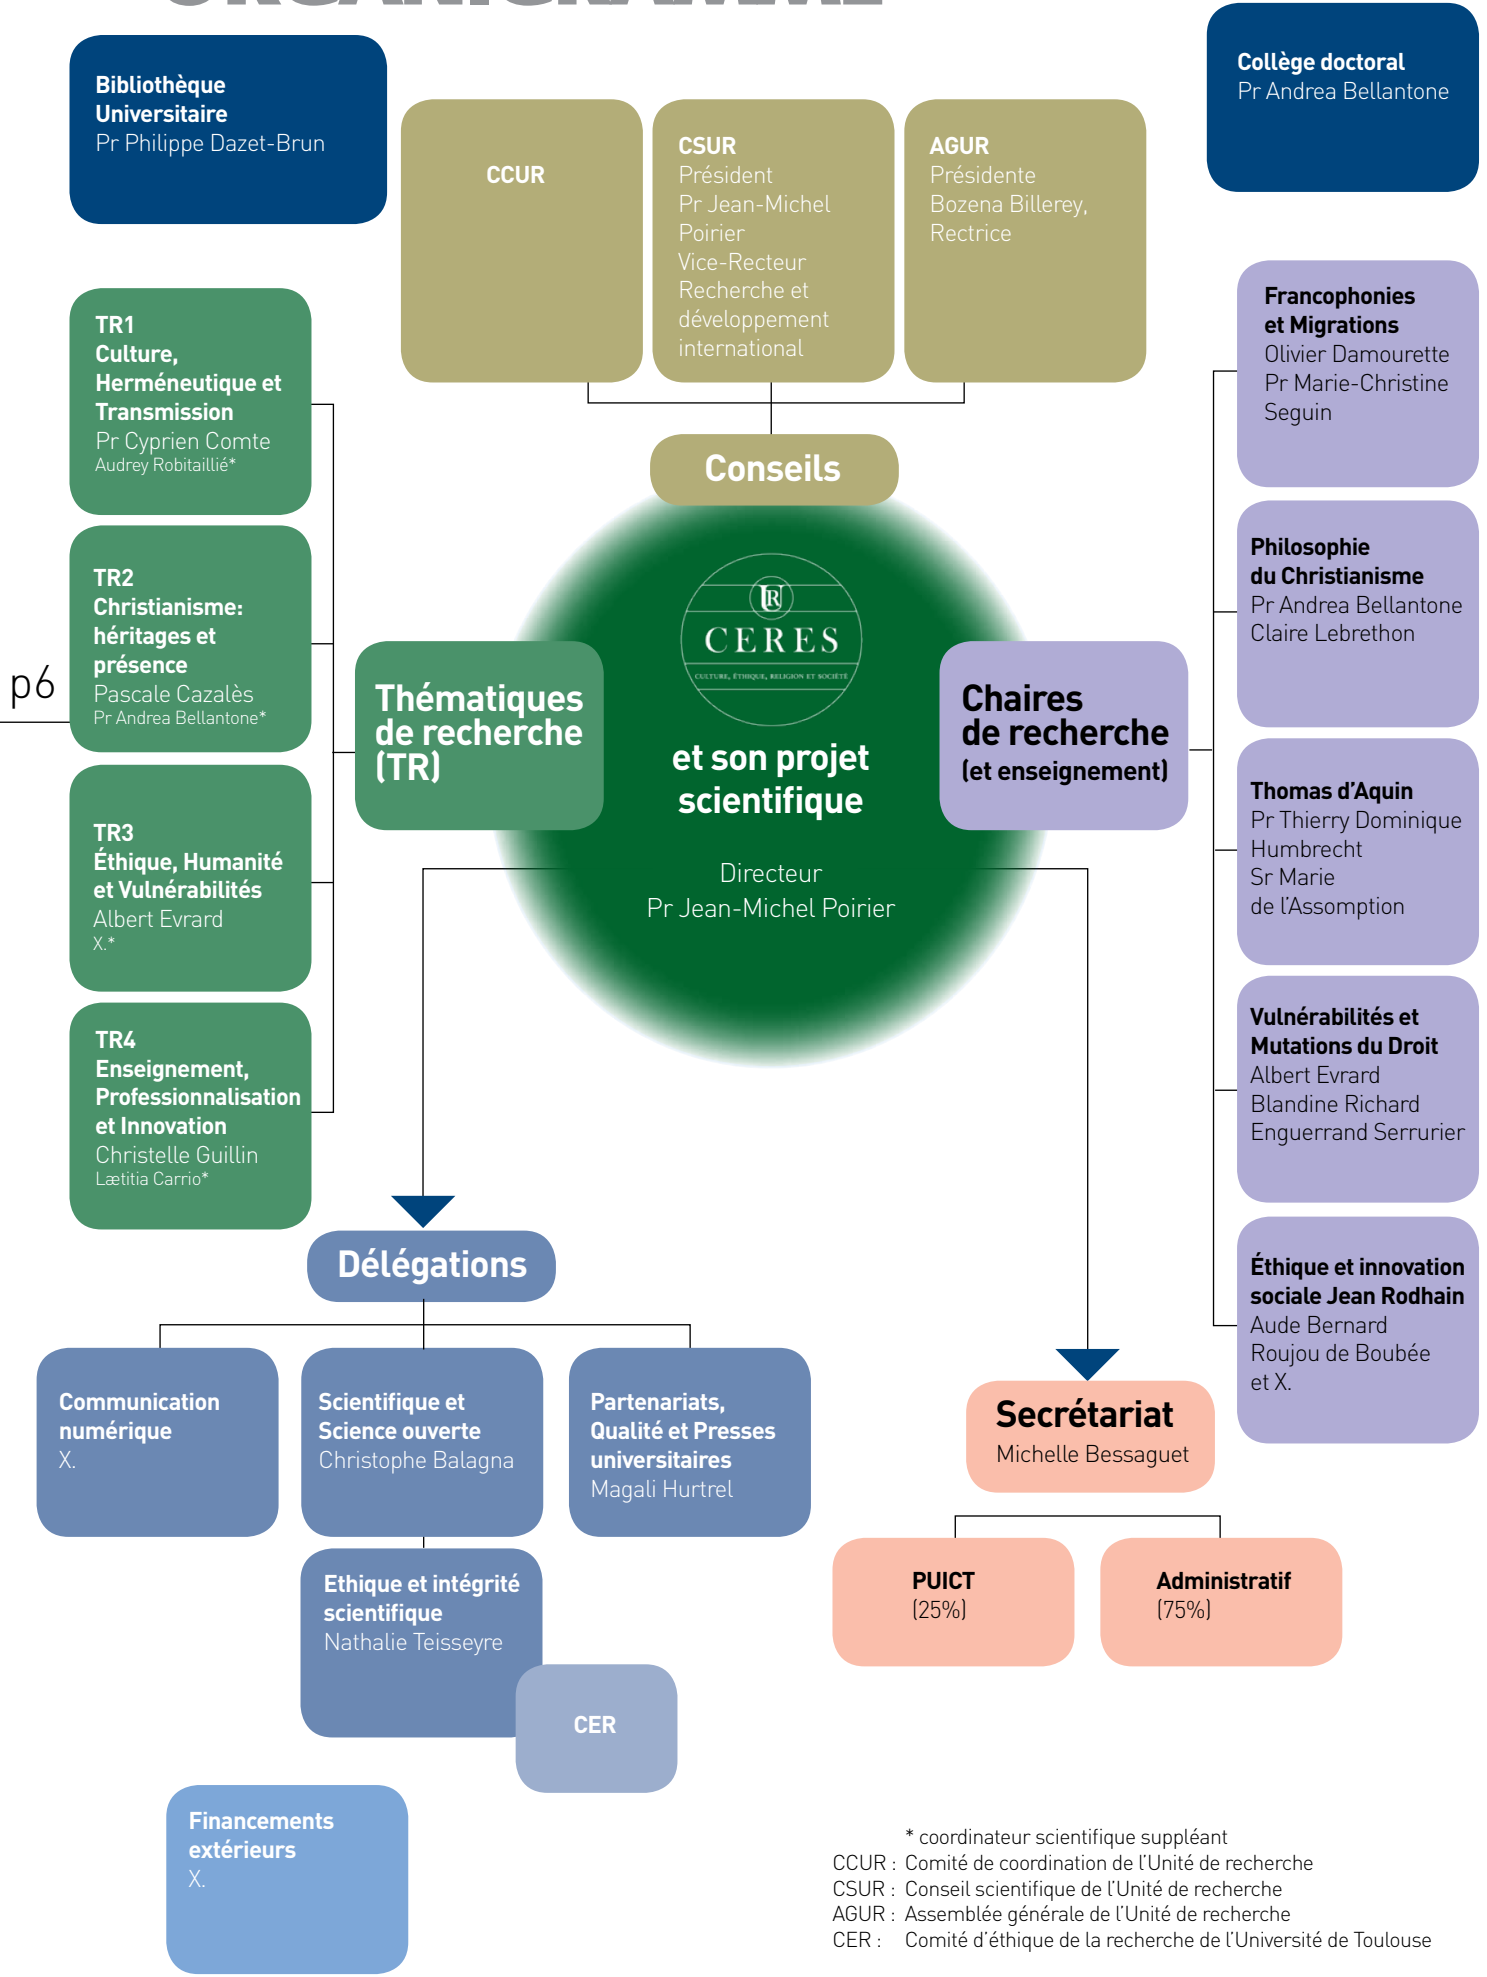 ORGANIGRAMME
Bibliothèque
Universitaire
Pr Philippe Dazet-Brun
Collège doctoral
Pr Andrea Bellantone
CCUR
CSUR
Président
Pr Jean-Michel
Poirier
Vice-Recteur
Recherche et
développement
international
AGUR
Présidente
Bozena Billerey,
Rectrice
Conseils
TR1
Culture,
Herméneutique et
Transmission
Pr Cyprien Comte
Audrey Robitaillié*
TR2
Christianisme:
héritages et
présence
Pascale Cazalès
Pr Andrea Bellantone*
p6
TR3
Éthique, Humanité
et Vulnérabilités
Albert Evrard
X.*
TR4
Enseignement,
Professionnalisation
et Innovation
Christelle Guillin
Lætitia Carrio*
Thématiques
de recherche
(TR)
UR
CERES
CULTURE, ÉTHIQUE, RELIGION ET SOCIÉTÉ
et son projet
scientifique
Directeur
Pr Jean-Michel Poirier
Chaires
de recherche
(et enseignement)
Francophonies
et Migrations
Olivier Damourette
Pr Marie-Christine
Seguin
Philosophie
du Christianisme
Pr Andrea Bellantone
Claire Lebrethon
Thomas d'Aquin
Pr Thierry Dominique
Humbrecht
Sr Marie
de l'Assomption
Vulnérabilités et
Mutations du Droit
Albert Evrard
Blandine Richard
Enguerrand Serrurier
Éthique et innovation
sociale Jean Rodhain
Aude Bernard
Roujou de Boubée
et X.
Délégations
Communication
numérique
X.
Scientifique et
Science ouverte
Christophe Balagna
Partenariats,
Qualité et Presses
universitaires
Magali Hurtrel
Ethique et intégrité
scientifique
Nathalie Teisseyre
CER
Financements
extérieurs
X.
Secrétariat
Michelle Bessaguet
PUICT
(25%)
Administratif
(75%)
* coordinateur scientifique suppléant
CCUR : Comité de coordination de l'Unité de recherche
CSUR : Conseil scientifique de l'Unité de recherche
AGUR : Assemblée générale de l'Unité de recherche
CER : Comité d'éthique de la recherche de l'Université de Toulouse